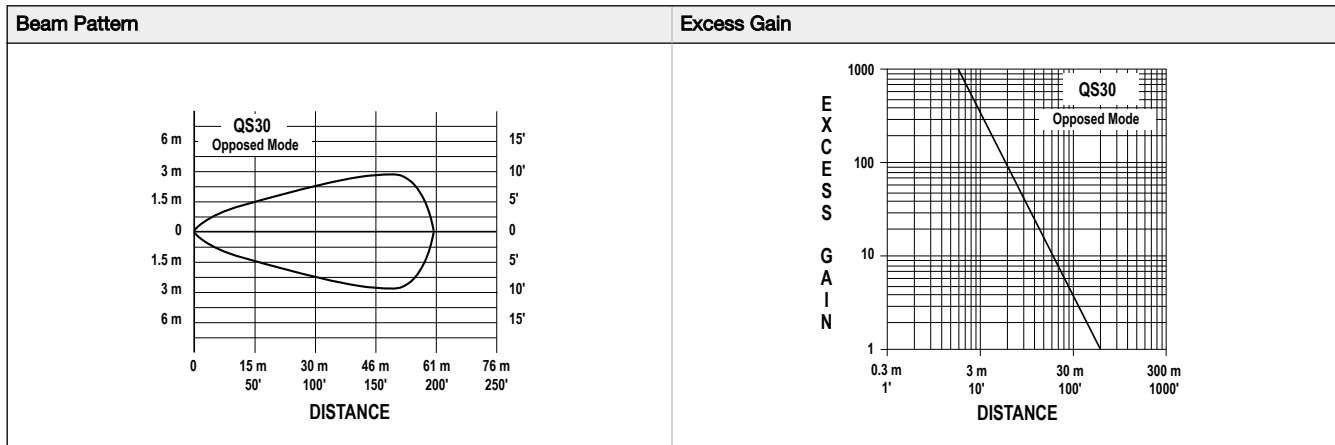 Beam Pattern
Excess Gain
QS30
Opposed Mode
6 m
3 m
1.5 m
0
1.5 m
3 m
6 m
15'
10'
5'
0
5'
10'
15'
0 15 m 30 m 46 m 61 m 76 m
50' 100' 150' 200' 250'
DISTANCE
EXCESS GAIN
1000
100
10
1
QS30
Opposed Mode
0.3 m 3 m 30 m 300 m
1' 10' 100' 1000'
DISTANCE